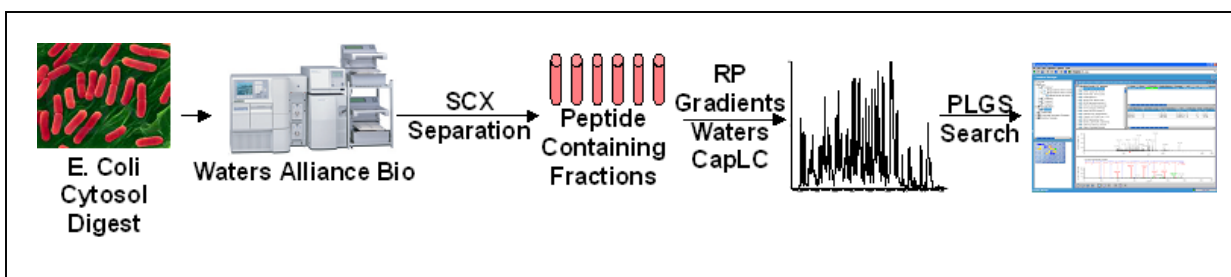 E. Coli
Cytosol
Digest
Waters Alliance Bio
SCX
Separation
Peptide
Containing
Fractions
RP
Gradients
Waters
CapLC
PLGS
Search